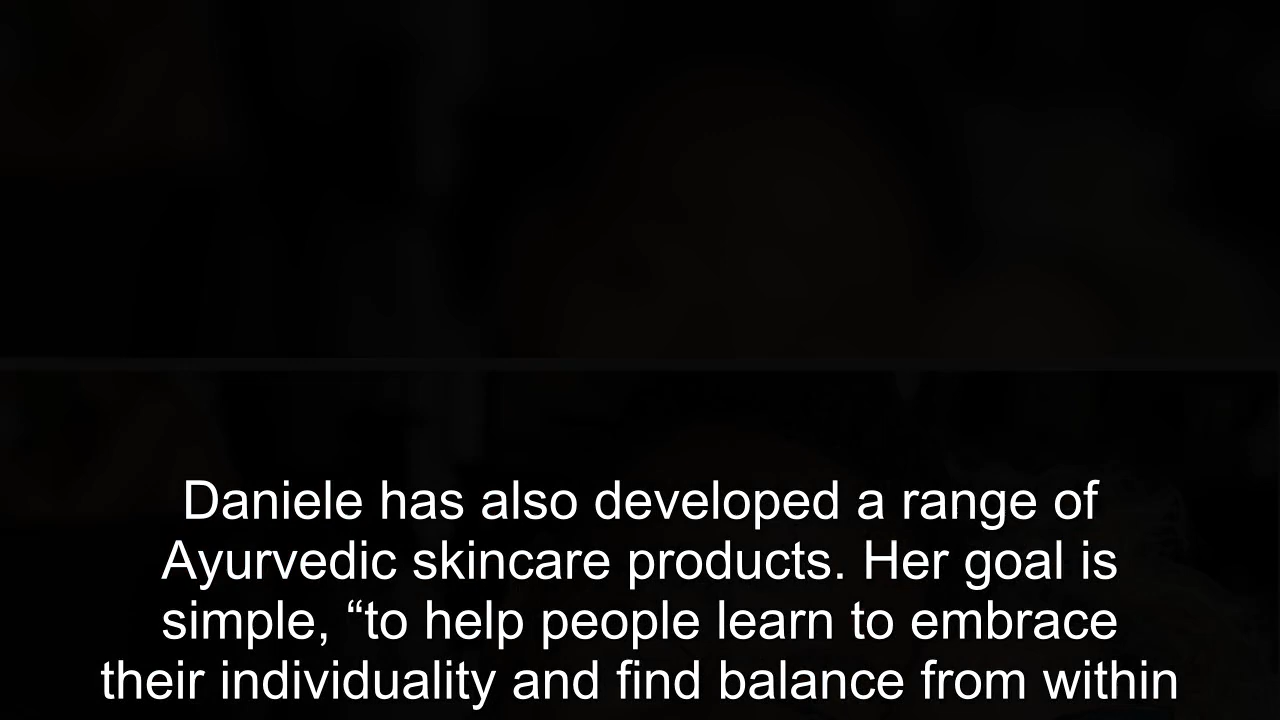 Daniele has also developed a range of
Ayurvedic skincare products. Her goal is
simple, “to help people learn to embrace
their individuality and find balance from within